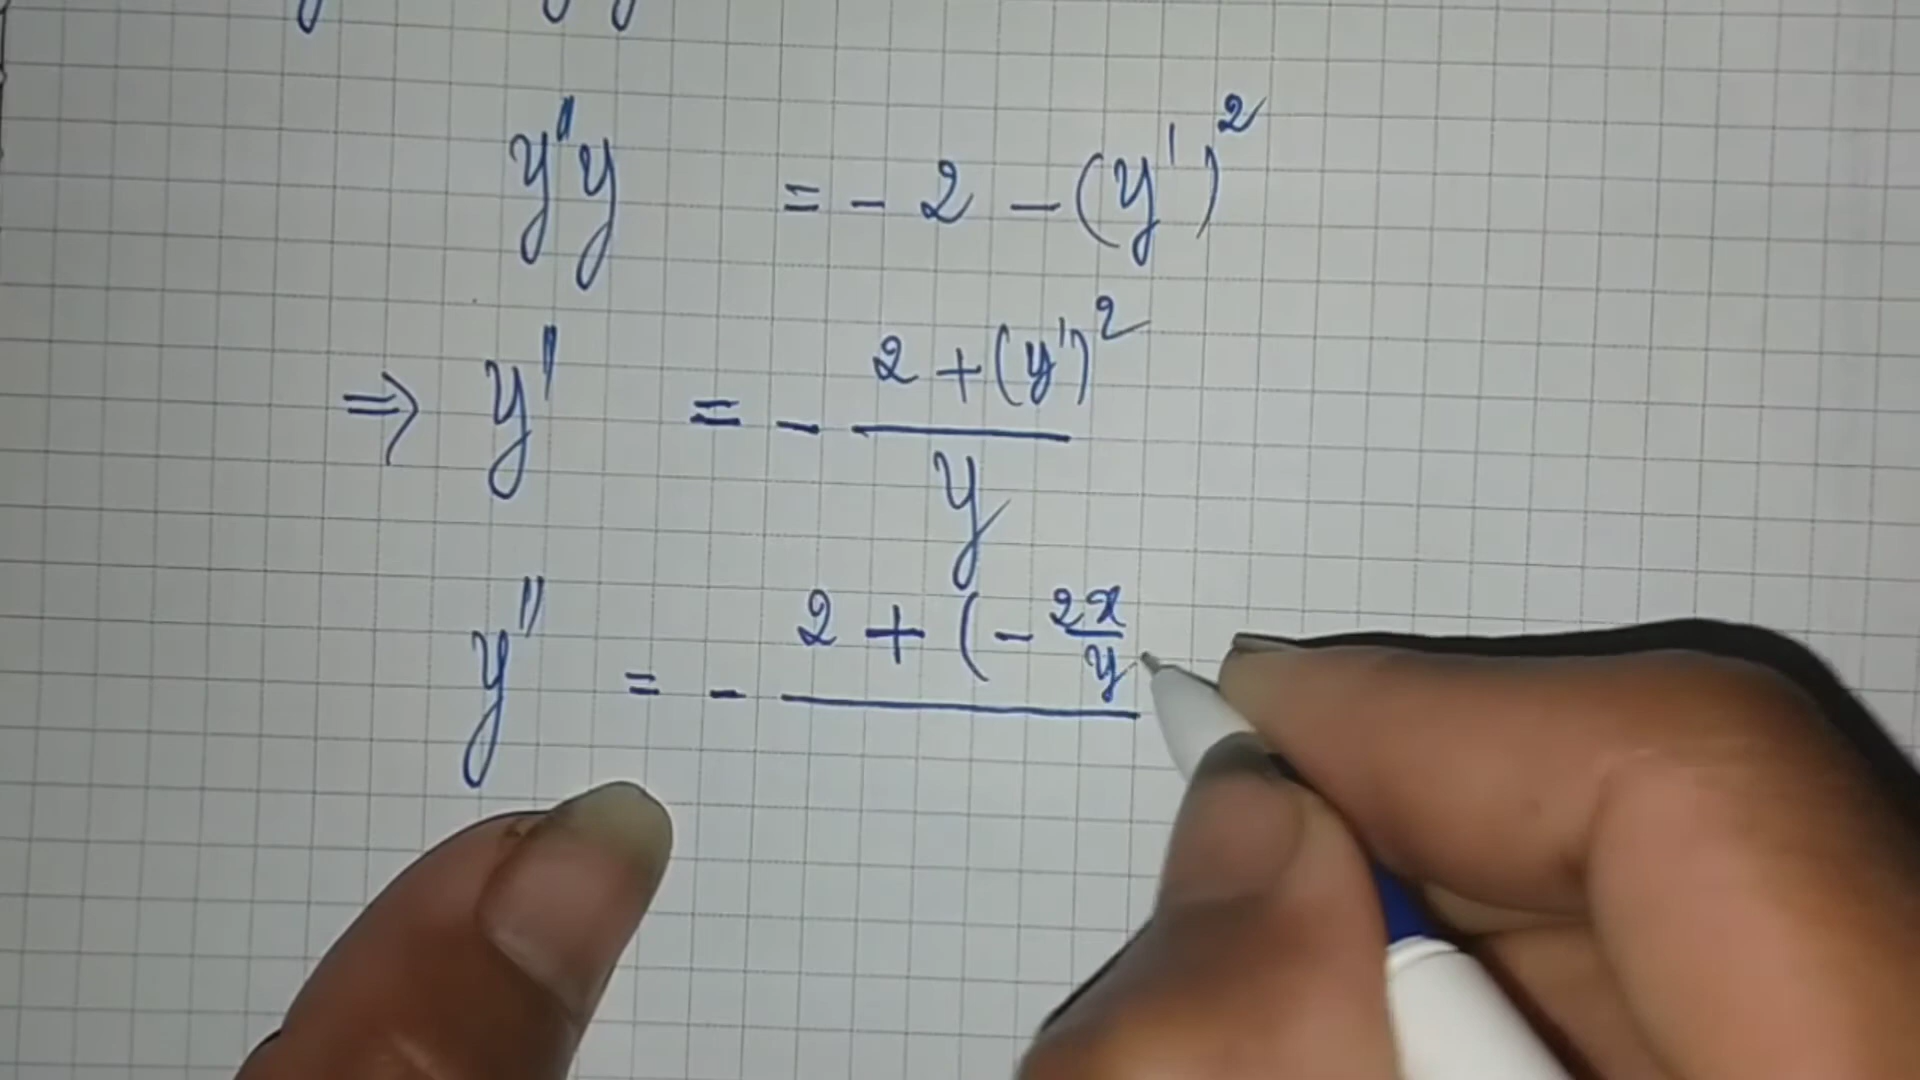 y''y = - 2 - (y')²
⇒ y'' = - (2 + (y')²)/y
y'' = - 2 + (- 2x/y